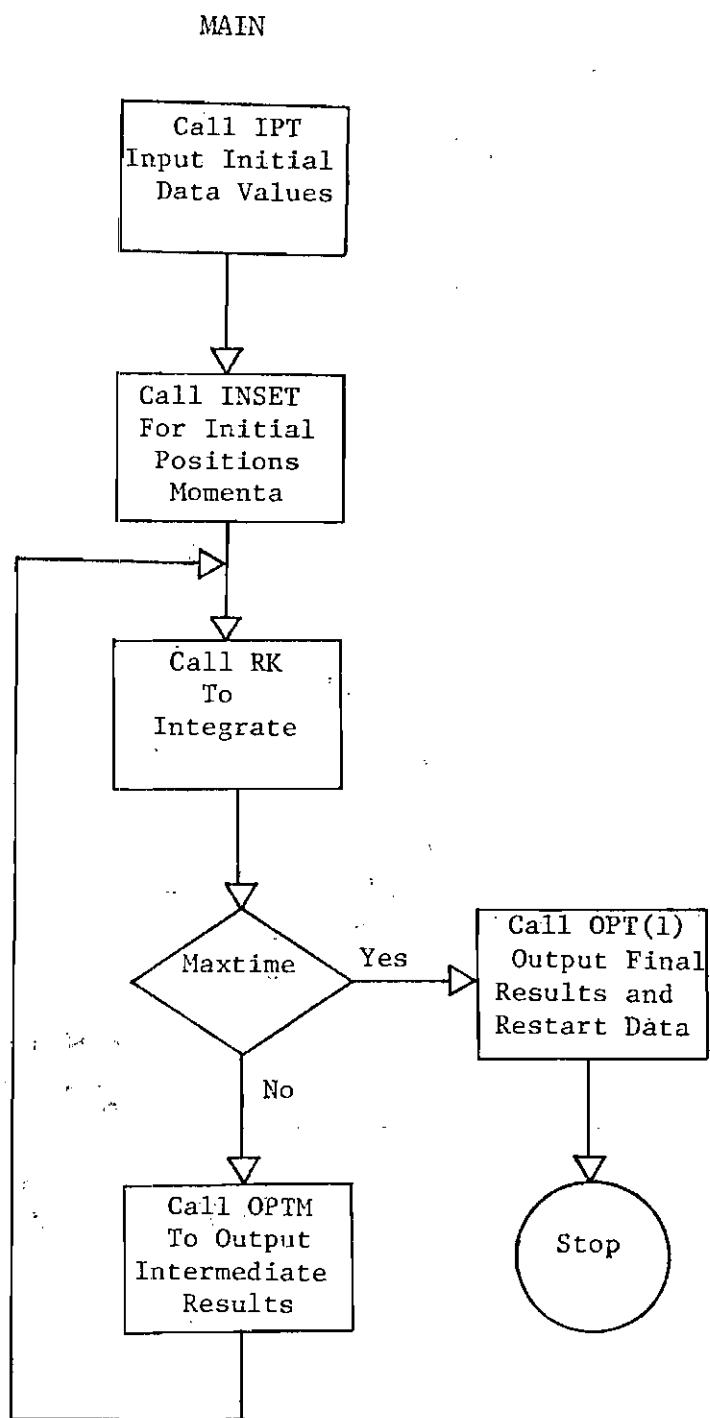 MAIN
Call IPT
Input Initial
Data Values
Call INSET
For Initial
Positions
Momenta
Call RK
To
Integrate
Maxtime
Yes
Call OPT(1)
Output Final
Results and
Restart Data
No
Call OPTM
To Output
Intermediate
Results
Stop